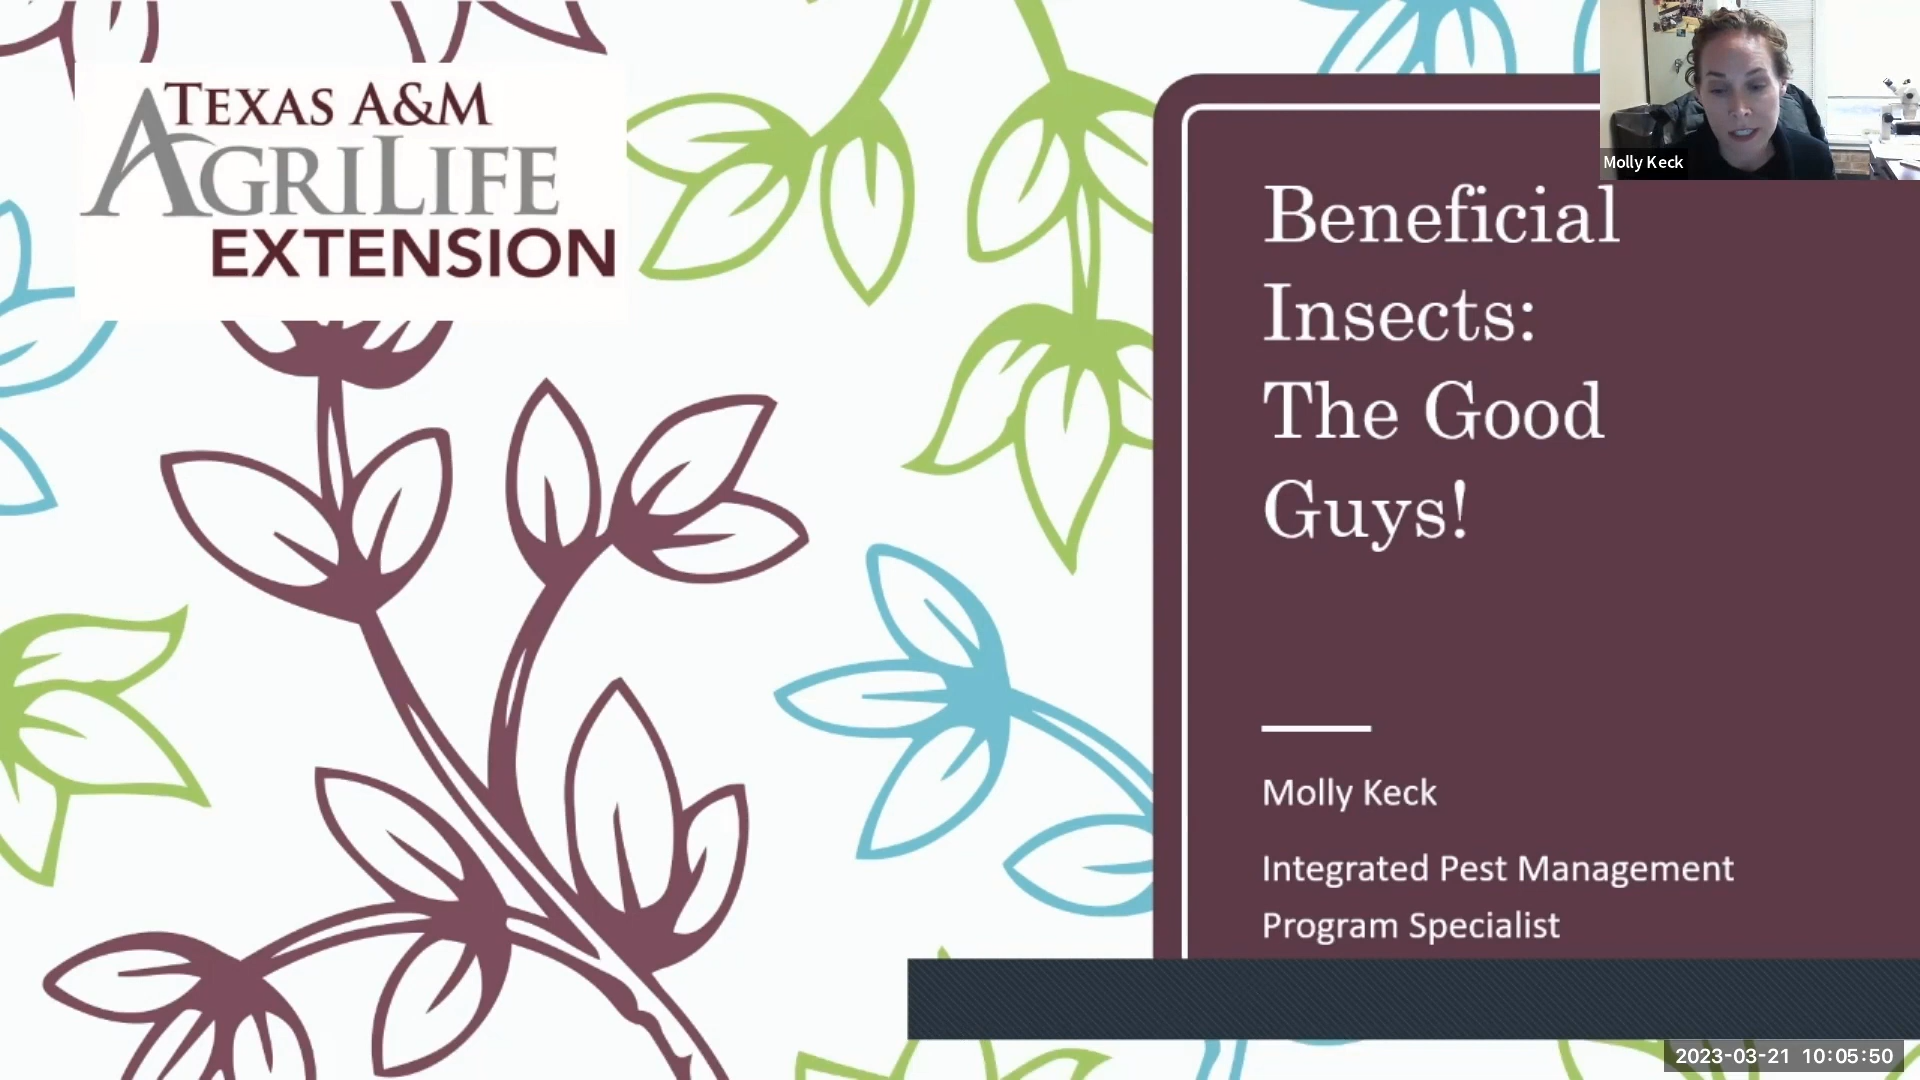 TEXAS A&M
AGRILIFE
EXTENSION
Molly Keck
Beneficial
Insects:
The Good
Guys!
Molly Keck
Integrated Pest Management
Program Specialist
2023-03-21 10:05:50